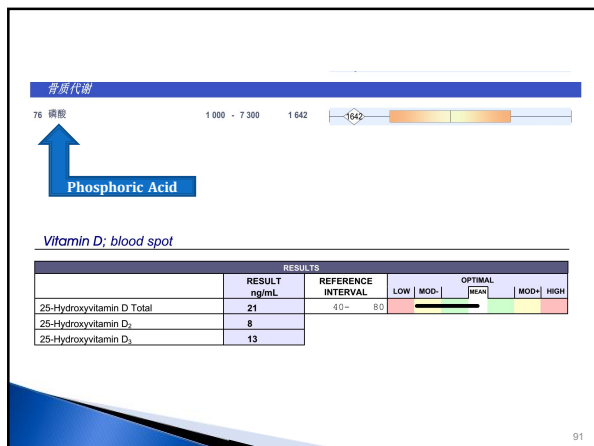 骨质代谢
76 磷酸 1 000 - 7 300 1 642 1642
Phosphoric Acid
Vitamin D; blood spot
RESULTS
RESULT REFERENCE OPTIMAL
ng/mL INTERVAL LOW MOD- MEAN MOD+ HIGH
25-Hydroxyvitamin D Total 21 40- 80
25-Hydroxyvitamin D₂ 8
25-Hydroxyvitamin D₃ 13
91